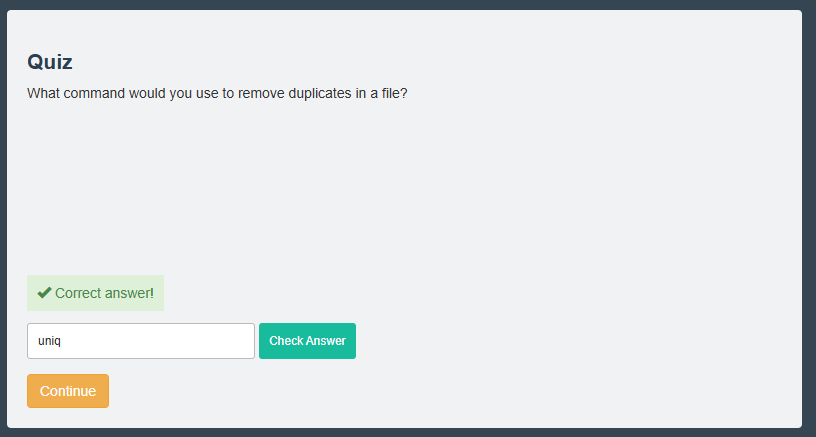 Quiz
What command would you use to remove duplicates in a file?
Correct answer!
uniq
Check Answer
Continue